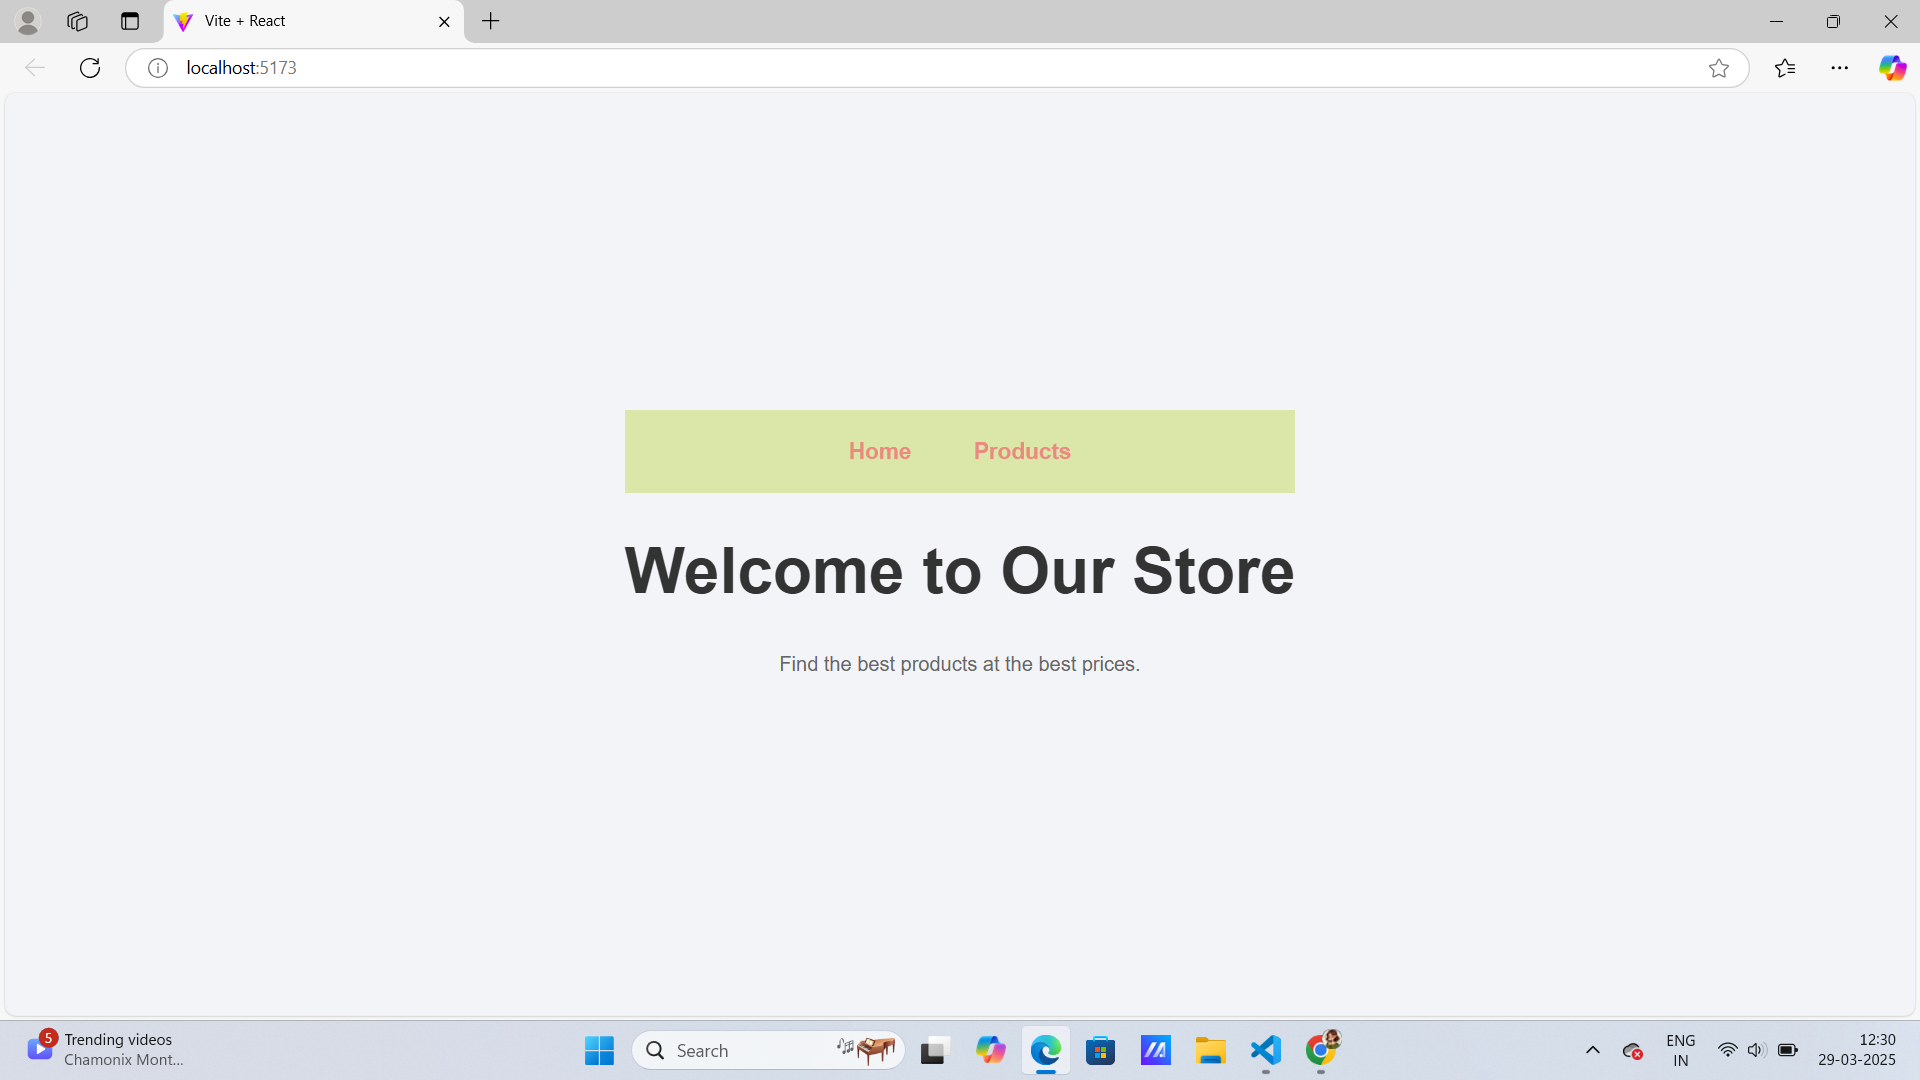 Vite + React
localhost:5173
Home Products
Welcome to Our Store
Find the best products at the best prices.
5
Trending videos
Chamonix Mont...
Search
ENG
IN
12:30
29-03-2025